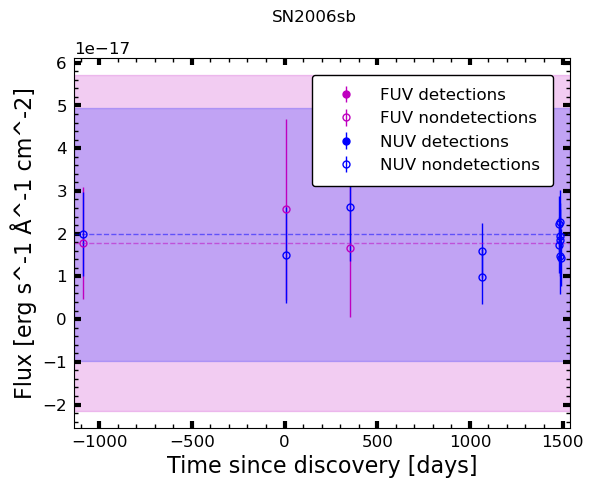 SN2006sb
1e−17
6
5
4
3
2
1
0
−1
−2
Flux [erg s^-1 Å^-1 cm^-2]
FUV detections
FUV nondetections
NUV detections
NUV nondetections
−1000 −500 0 500 1000 1500
Time since discovery [days]